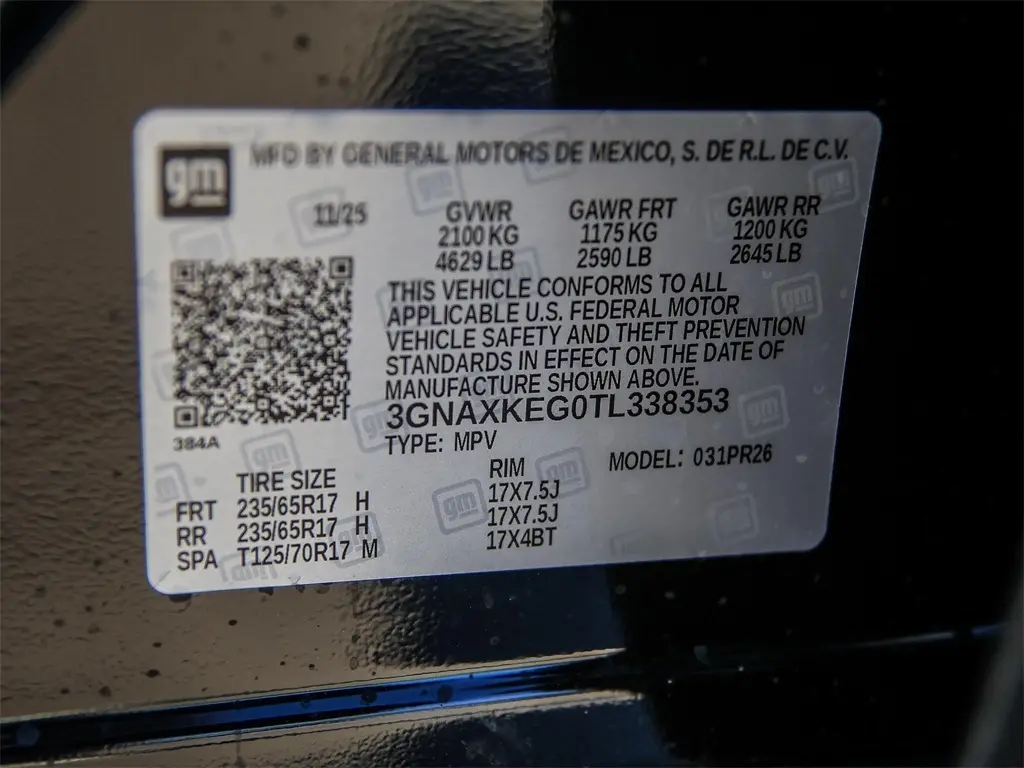 gm
MFD BY GENERAL MOTORS DE MEXICO, S. DE R.L. DE C.V.
11/25 GVWR GAWR FRT GAWR RR
2100 KG 1175 KG 1200 KG
4629 LB 2590 LB 2645 LB
THIS VEHICLE CONFORMS TO ALL
APPLICABLE U.S. FEDERAL MOTOR
VEHICLE SAFETY AND THEFT PREVENTION
STANDARDS IN EFFECT ON THE DATE OF
MANUFACTURE SHOWN ABOVE.
3GNAXKEG0TL338353
384A
TYPE: MPV
MODEL: 031PR26
TIRE SIZE RIM
FRT 235/65R17 H 17X7.5J
RR 235/65R17 H 17X7.5J
SPA T125/70R17 M 17X4BT